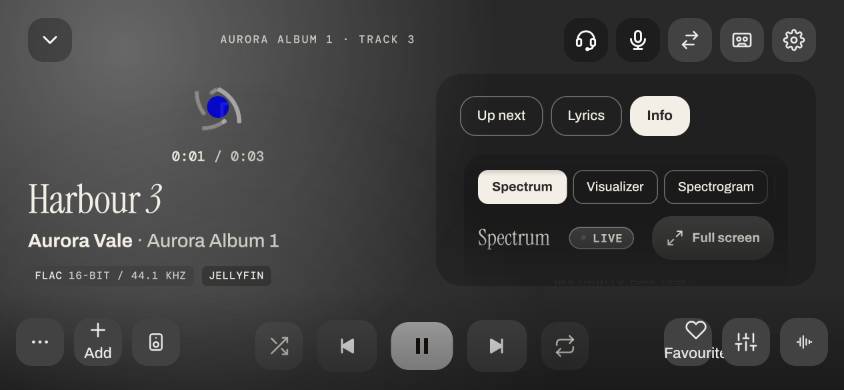 AURORA ALBUM 1 · TRACK 3
0:01 / 0:03
Harbour 3
Aurora Vale · Aurora Album 1
FLAC 16-BIT / 44.1 KHZ JELLYFIN
Up next Lyrics Info
Spectrum Visualizer Spectrogram
Spectrum LIVE Full screen
Add Favourite